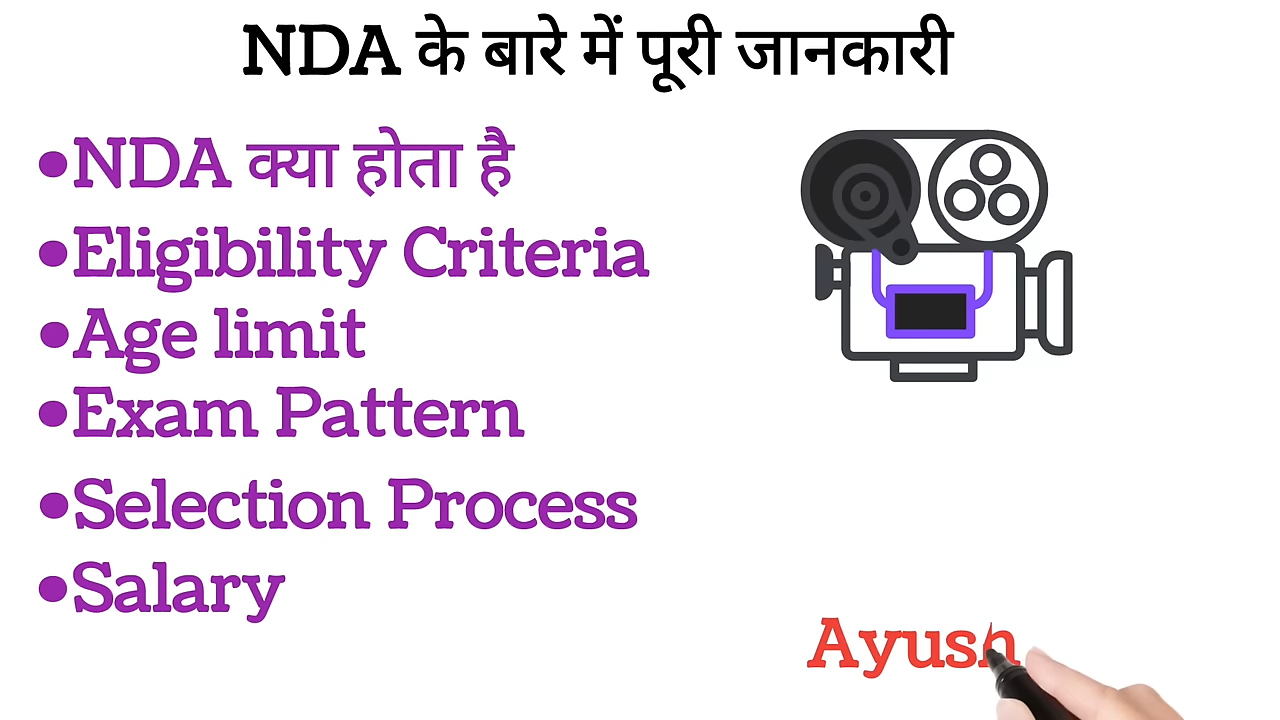 NDA के बारे में पूरी जानकारी
•NDA क्या होता है
•Eligibility Criteria
•Age limit
•Exam Pattern
•Selection Process
•Salary
Ayush